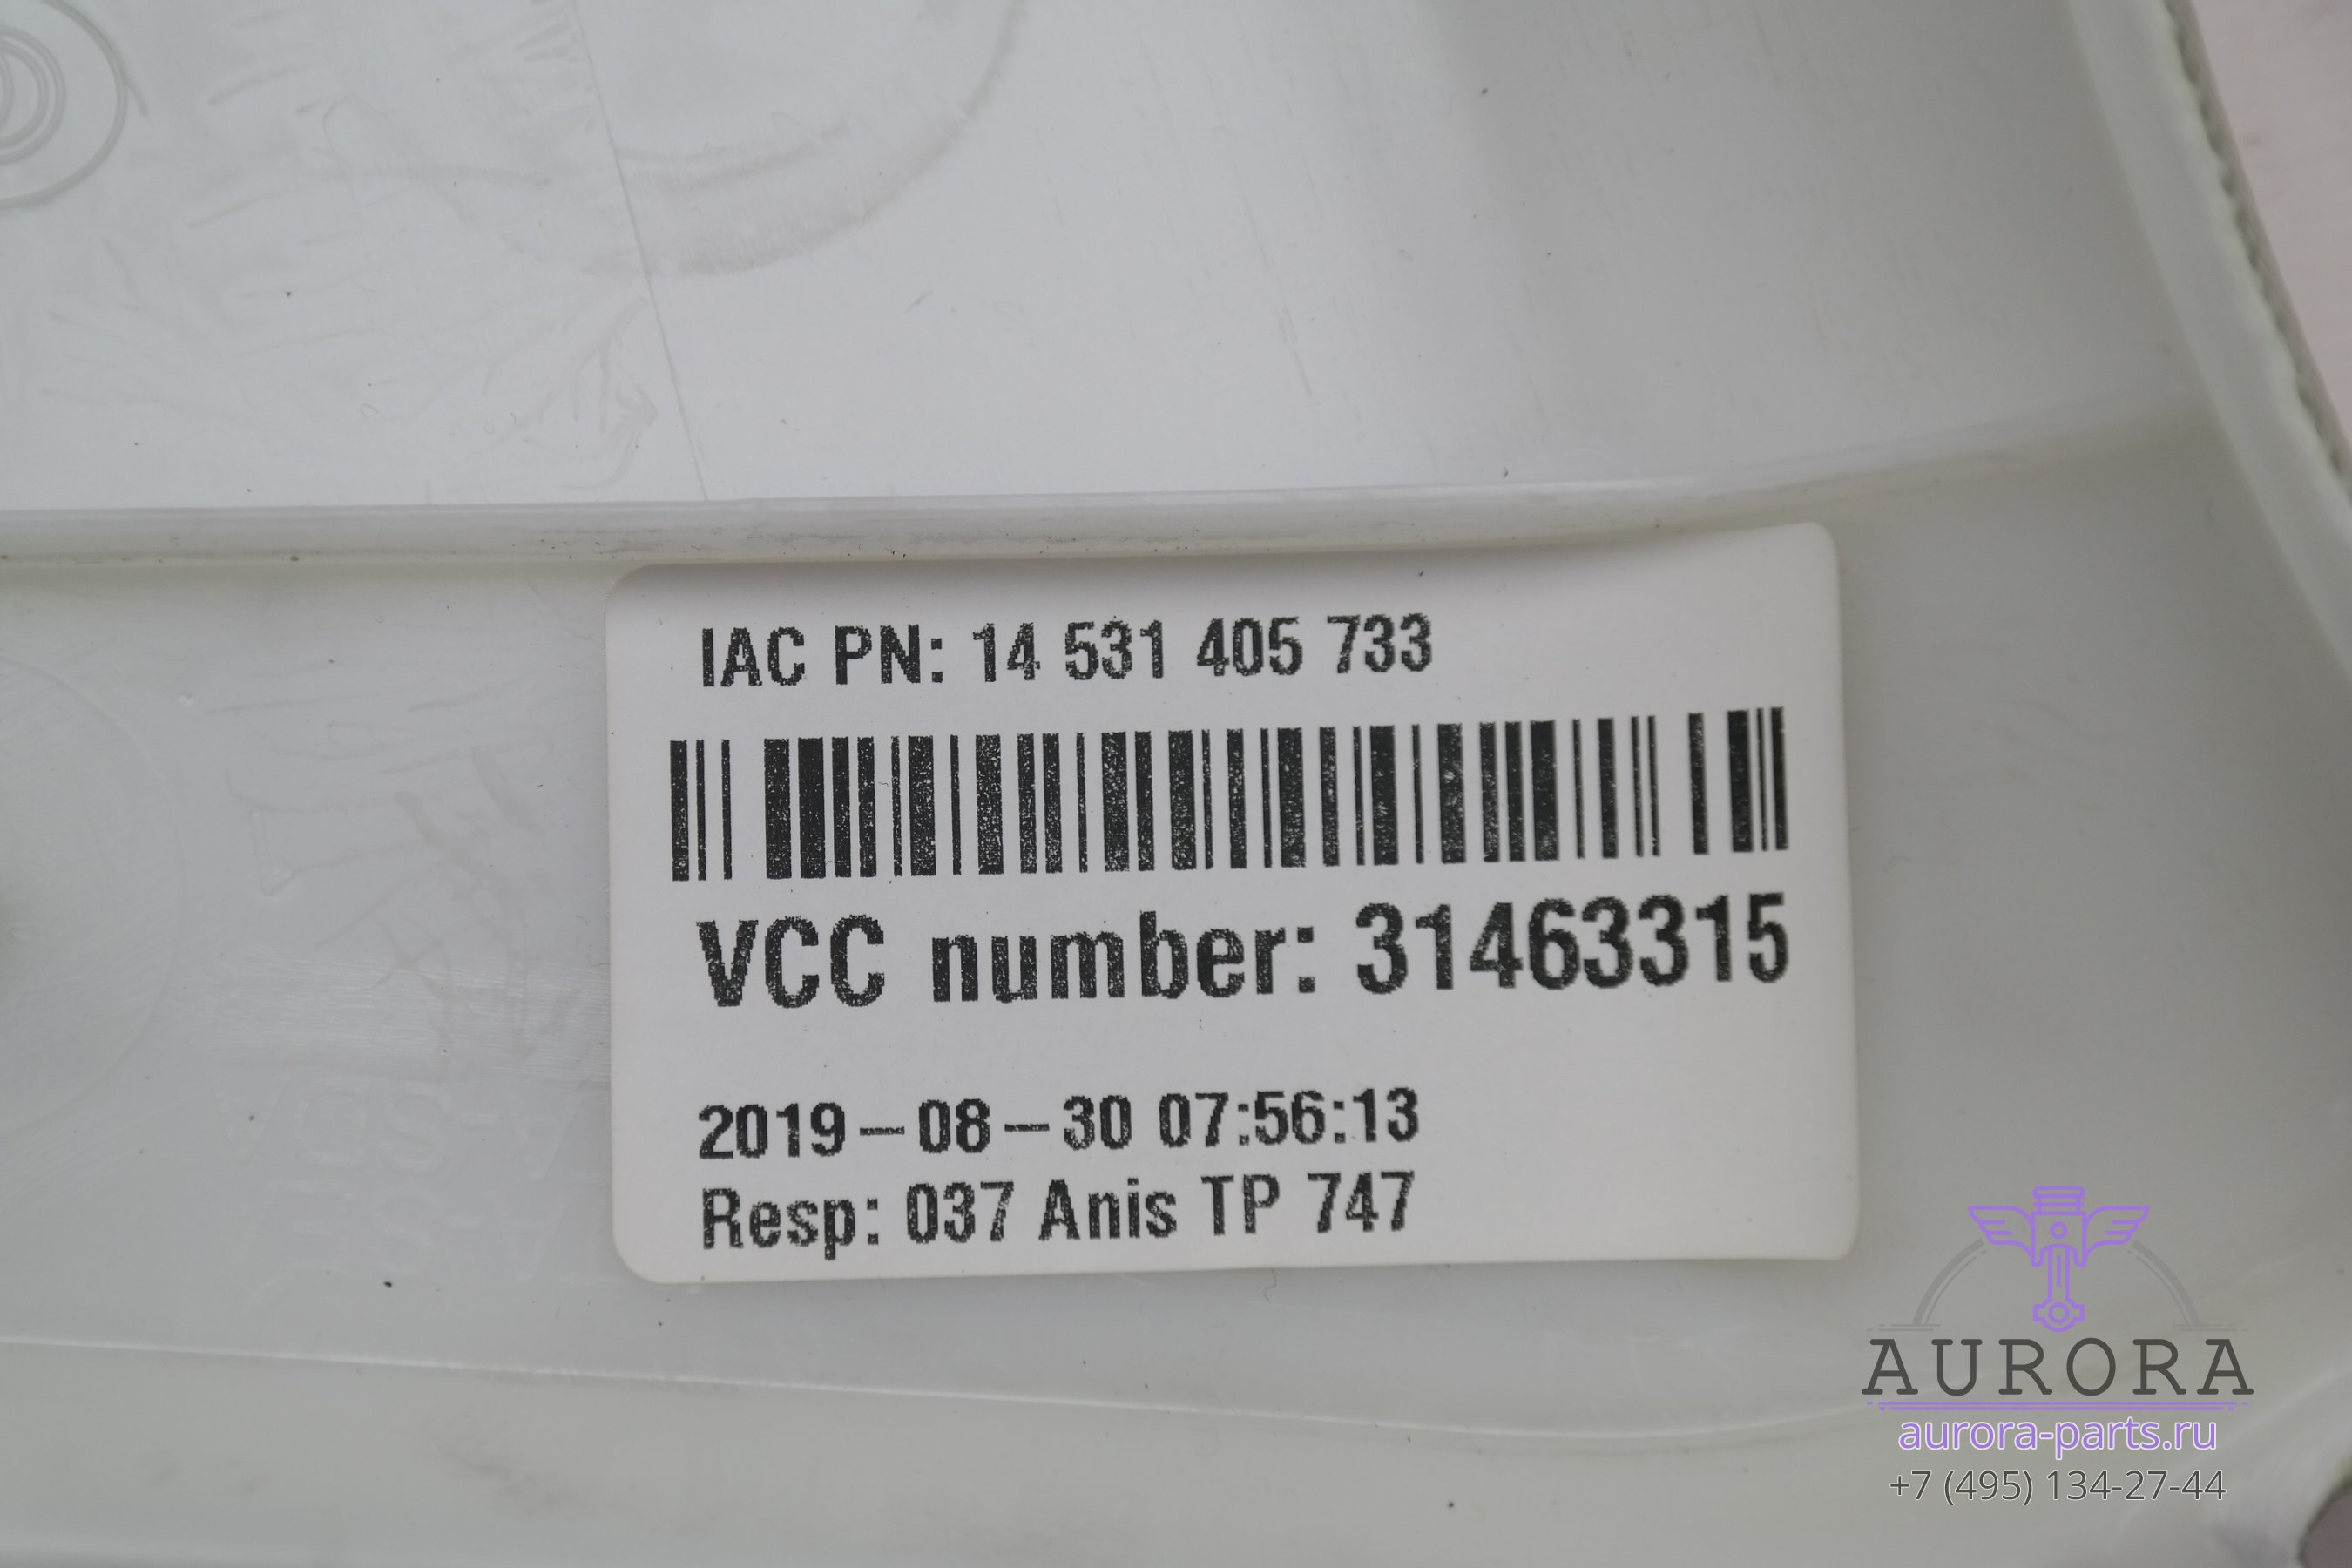 IAC PN: 14 531 405 733
VCC number: 31463315
2019-08-30 07:56:13
Resp: 037 Anis TP 747
AURORA
aurora-parts.ru
+7 (495) 134-27-44